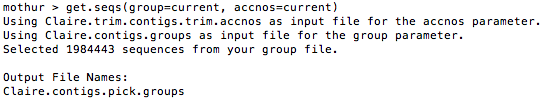 mothur > get.seqs(group=current, accnos=current)
Using Claire.trim.contigs.trim.accnos as input file for the accnos parameter.
Using Claire.contigs.groups as input file for the group parameter.
Selected 1984443 sequences from your group file.
Output File Names:
Claire.contigs.pick.groups